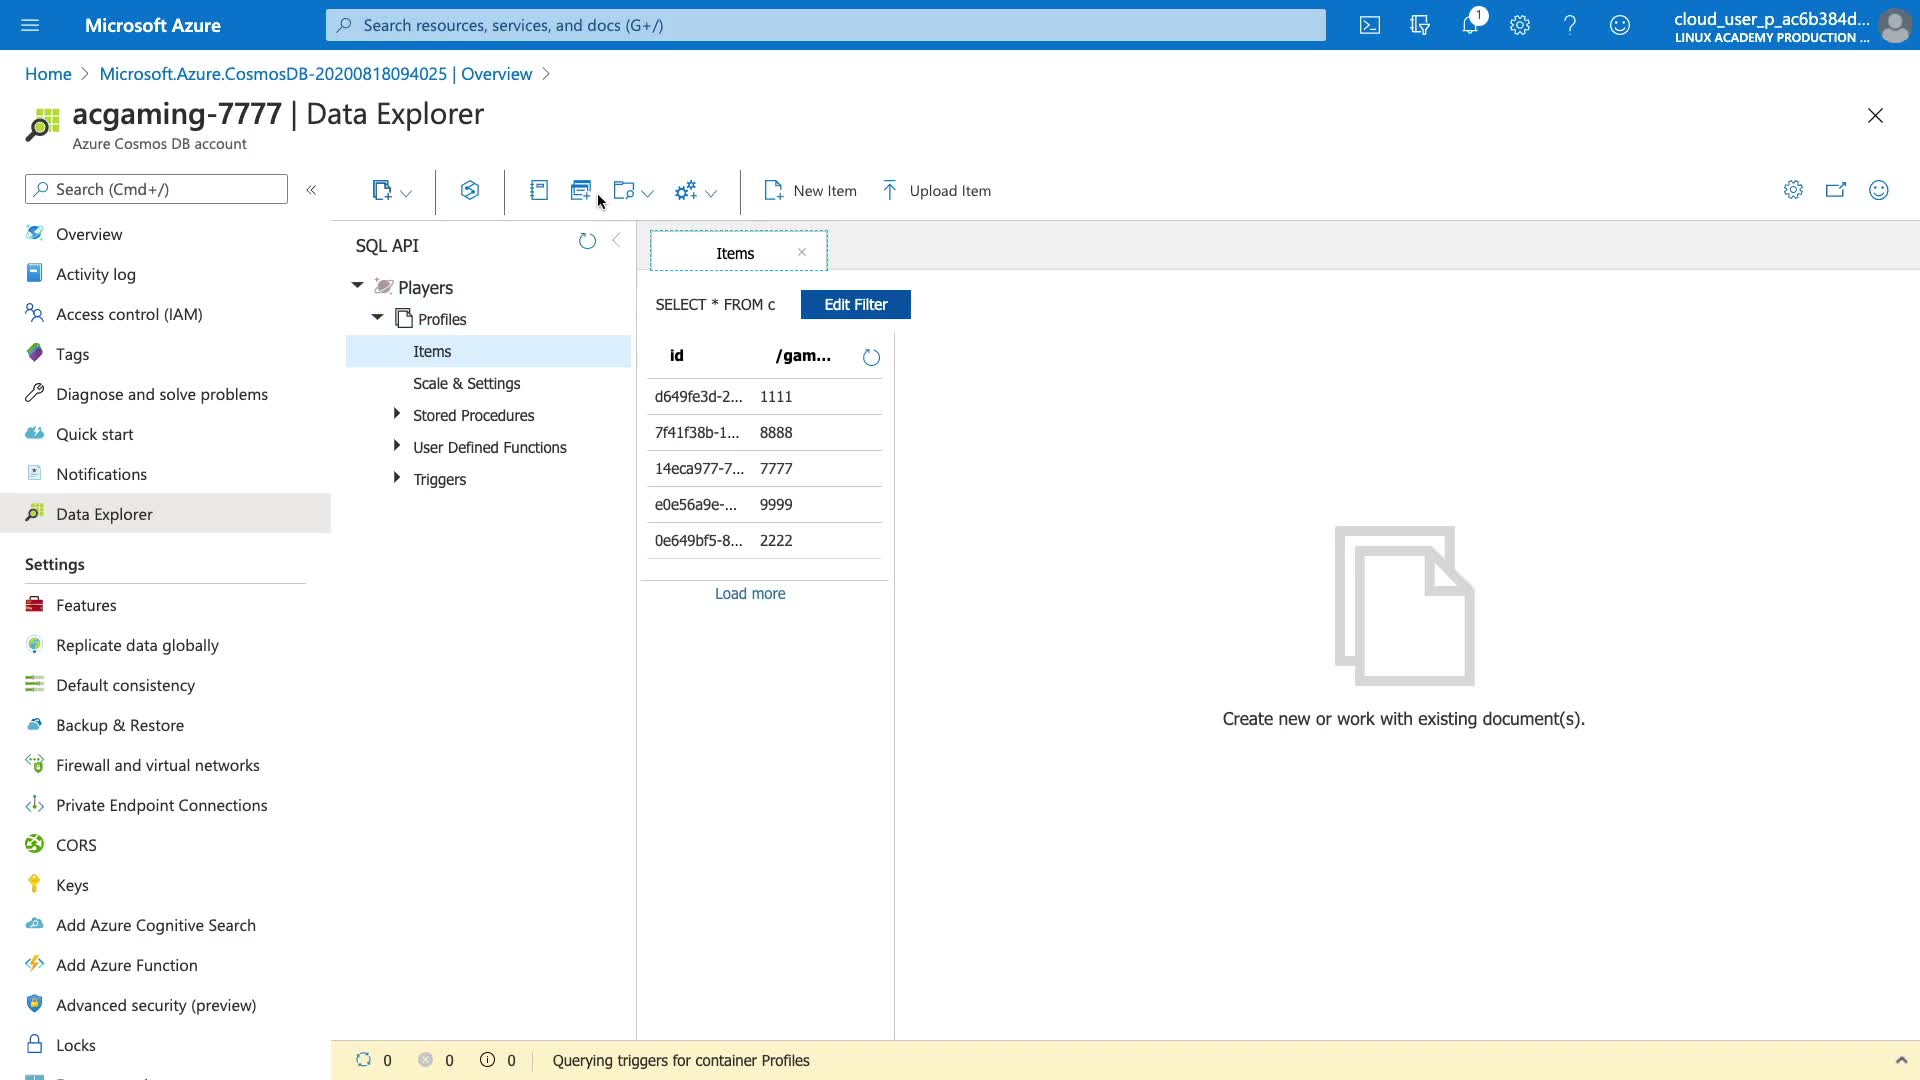 Microsoft Azure
Search resources, services, and docs (G+/)
1
cloud_user_p_ac6b384d...
LINUX ACADEMY PRODUCTION ...
Home
Microsoft.Azure.CosmosDB-20200818094025 | Overview
acgaming-7777 | Data Explorer
Azure Cosmos DB account
Search (Cmd+/)
New Item
Upload Item
Overview
Activity log
Access control (IAM)
Tags
Diagnose and solve problems
Quick start
Notifications
Data Explorer
Settings
Features
Replicate data globally
Default consistency
Backup & Restore
Firewall and virtual networks
Private Endpoint Connections
CORS
Keys
Add Azure Cognitive Search
Add Azure Function
Advanced security (preview)
Locks
SQL API
Players
Profiles
Items
Scale & Settings
Stored Procedures
User Defined Functions
Triggers
Items
SELECT * FROM c
Edit Filter
id /gam...
d649fe3d-2... 1111
7f41f38b-1... 8888
14eca977-7... 7777
e0e56a9e-... 9999
0e649bf5-8... 2222
Load more
Create new or work with existing document(s).
0 0 0 Querying triggers for container Profiles